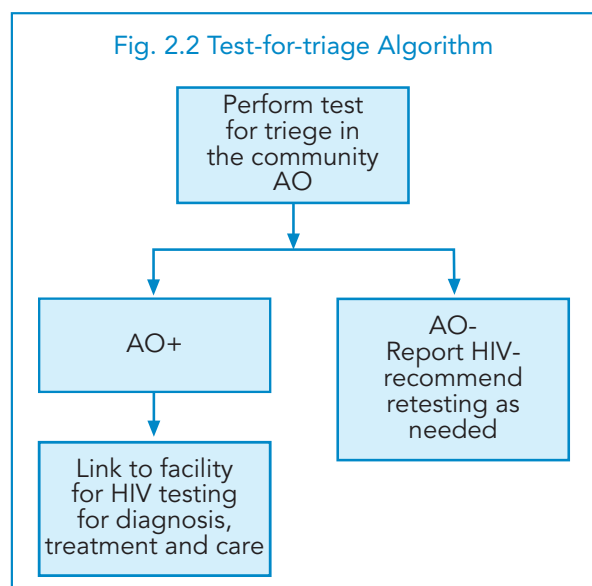 Fig. 2.2 Test-for-triage Algorithm
Perform test
for triege in
the community
AO
AO+
AO-
Report HIV-
recommend
retesting as
needed
Link to facility
for HIV testing
for diagnosis,
treatment and care